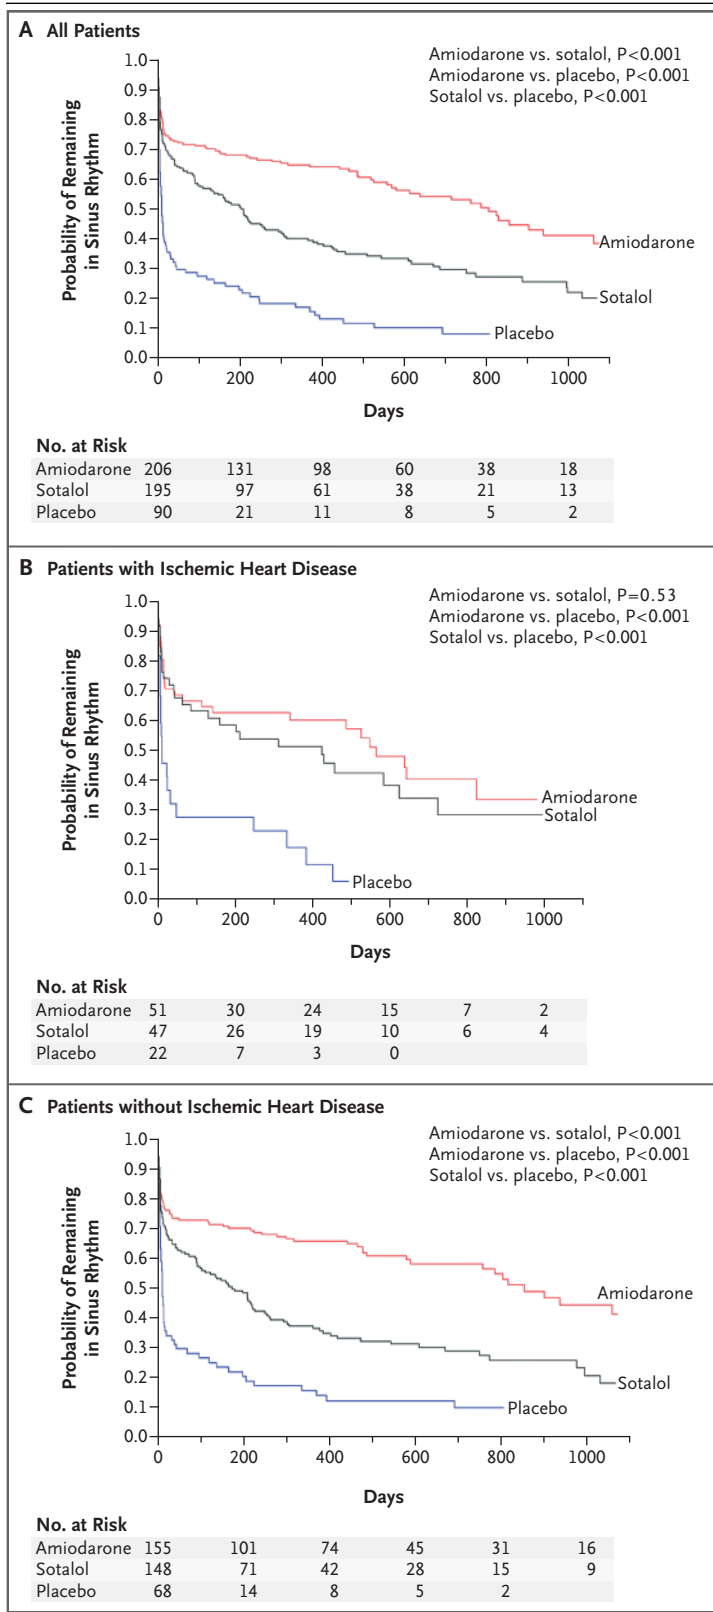 A All Patients
Amiodarone vs. sotalol, P<0.001
Amiodarone vs. placebo, P<0.001
Sotalol vs. placebo, P<0.001
Probability of Remaining
in Sinus Rhythm
1.0
0.9
0.8
0.7
0.6
0.5
0.4
0.3
0.2
0.1
0.0
Amiodarone
Sotalol
Placebo
0 200 400 600 800 1000
Days
No. at Risk
Amiodarone 206 131 98 60 38 18
Sotalol 195 97 61 38 21 13
Placebo 90 21 11 8 5 2
B Patients with Ischemic Heart Disease
Amiodarone vs. sotalol, P=0.53
Amiodarone vs. placebo, P<0.001
Sotalol vs. placebo, P<0.001
Probability of Remaining
in Sinus Rhythm
1.0
0.9
0.8
0.7
0.6
0.5
0.4
0.3
0.2
0.1
0.0
Amiodarone
Sotalol
Placebo
0 200 400 600 800 1000
Days
No. at Risk
Amiodarone 51 30 24 15 7 2
Sotalol 47 26 19 10 6 4
Placebo 22 7 3 0
C Patients without Ischemic Heart Disease
Amiodarone vs. sotalol, P<0.001
Amiodarone vs. placebo, P<0.001
Sotalol vs. placebo, P<0.001
Probability of Remaining
in Sinus Rhythm
1.0
0.9
0.8
0.7
0.6
0.5
0.4
0.3
0.2
0.1
0.0
Amiodarone
Sotalol
Placebo
0 200 400 600 800 1000
Days
No. at Risk
Amiodarone 155 101 74 45 31 16
Sotalol 148 71 42 28 15 9
Placebo 68 14 8 5 2